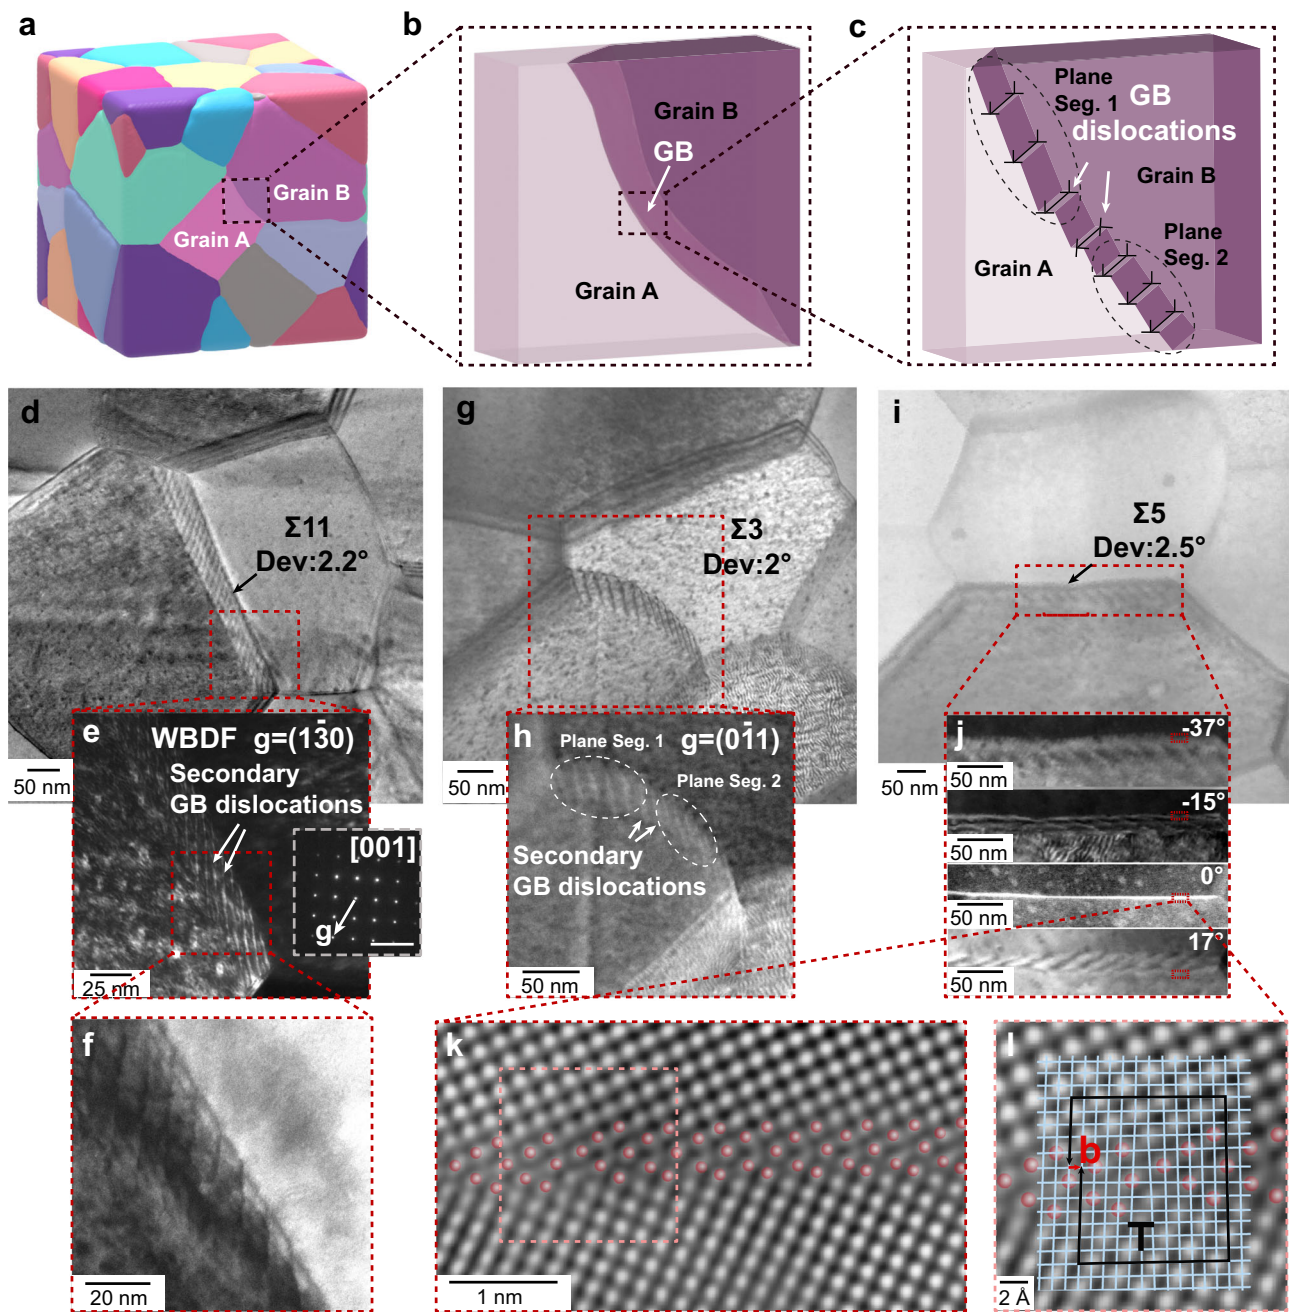 a
Grain B
Grain A
b
Grain B
GB
Grain A
c
Plane
Seg. 1
GB
dislocations
Grain B
Plane
Seg. 2
Grain A
d
Σ11
Dev:2.2°
50 nm
e
WBDF g=(13̄0)
Secondary
GB dislocations
[001]
g
25 nm
f
20 nm
g
Σ3
Dev:2°
50 nm
h
Plane Seg. 1
g=(01̄1)
Plane Seg. 2
Secondary
GB dislocations
50 nm
i
Σ5
Dev:2.5°
50 nm
j
-37°
50 nm
-15°
50 nm
0°
50 nm
17°
50 nm
k
1 nm
l
b
T
2 Å